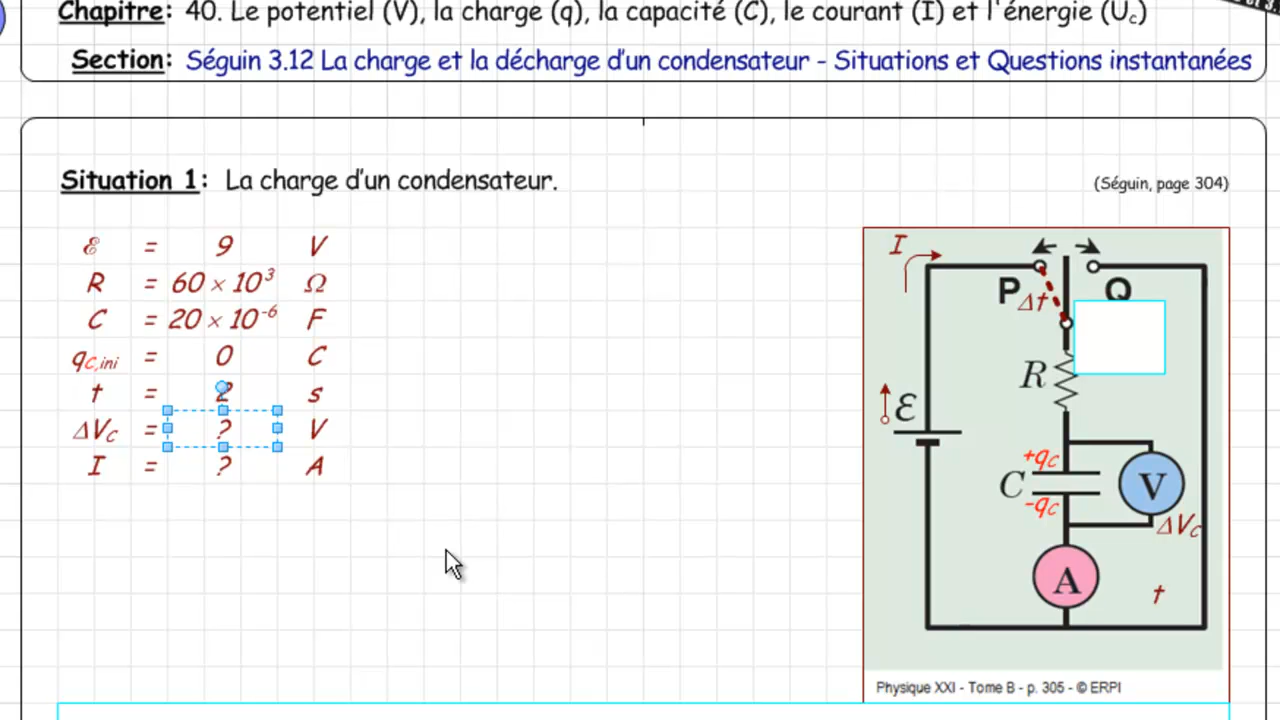 Chapitre: 40. Le potentiel (V), la charge (q), la capacité (C), le courant (I) et l'énergie (Uc)
Section: Séguin 3.12 La charge et la décharge d'un condensateur - Situations et Questions instantanées
Situation 1: La charge d'un condensateur.
(Séguin, page 304)
ℰ = 9 V
R = 60 × 10³ Ω
C = 20 × 10⁻⁶ F
qc,ini = 0 C
t = 2 s
ΔVc = ? V
I = ? A
I
P Q
Δt
R
ℰ
+qc
C V
-qc
ΔVc
A
t
Physique XXI - Tome B - p. 305 - © ERPI